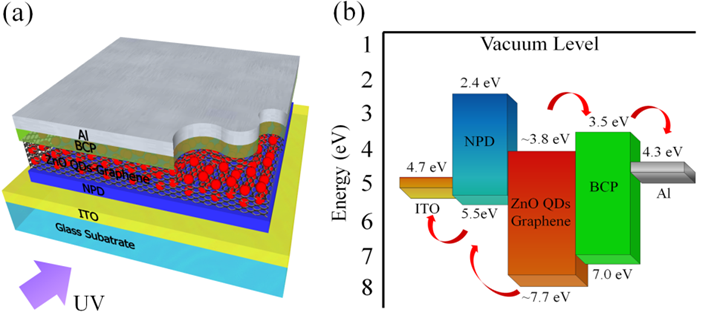 (a)
Al
BCP
ZnO QDs-Graphene
NPD
ITO
Glass Substrate
UV
(b)
Vacuum Level
Energy (eV)
1
2
3
4
5
6
7
8
2.4 eV
NPD
5.5eV
4.7 eV
ITO
~3.8 eV
ZnO QDs
Graphene
~7.7 eV
3.5 eV
BCP
7.0 eV
4.3 eV
Al